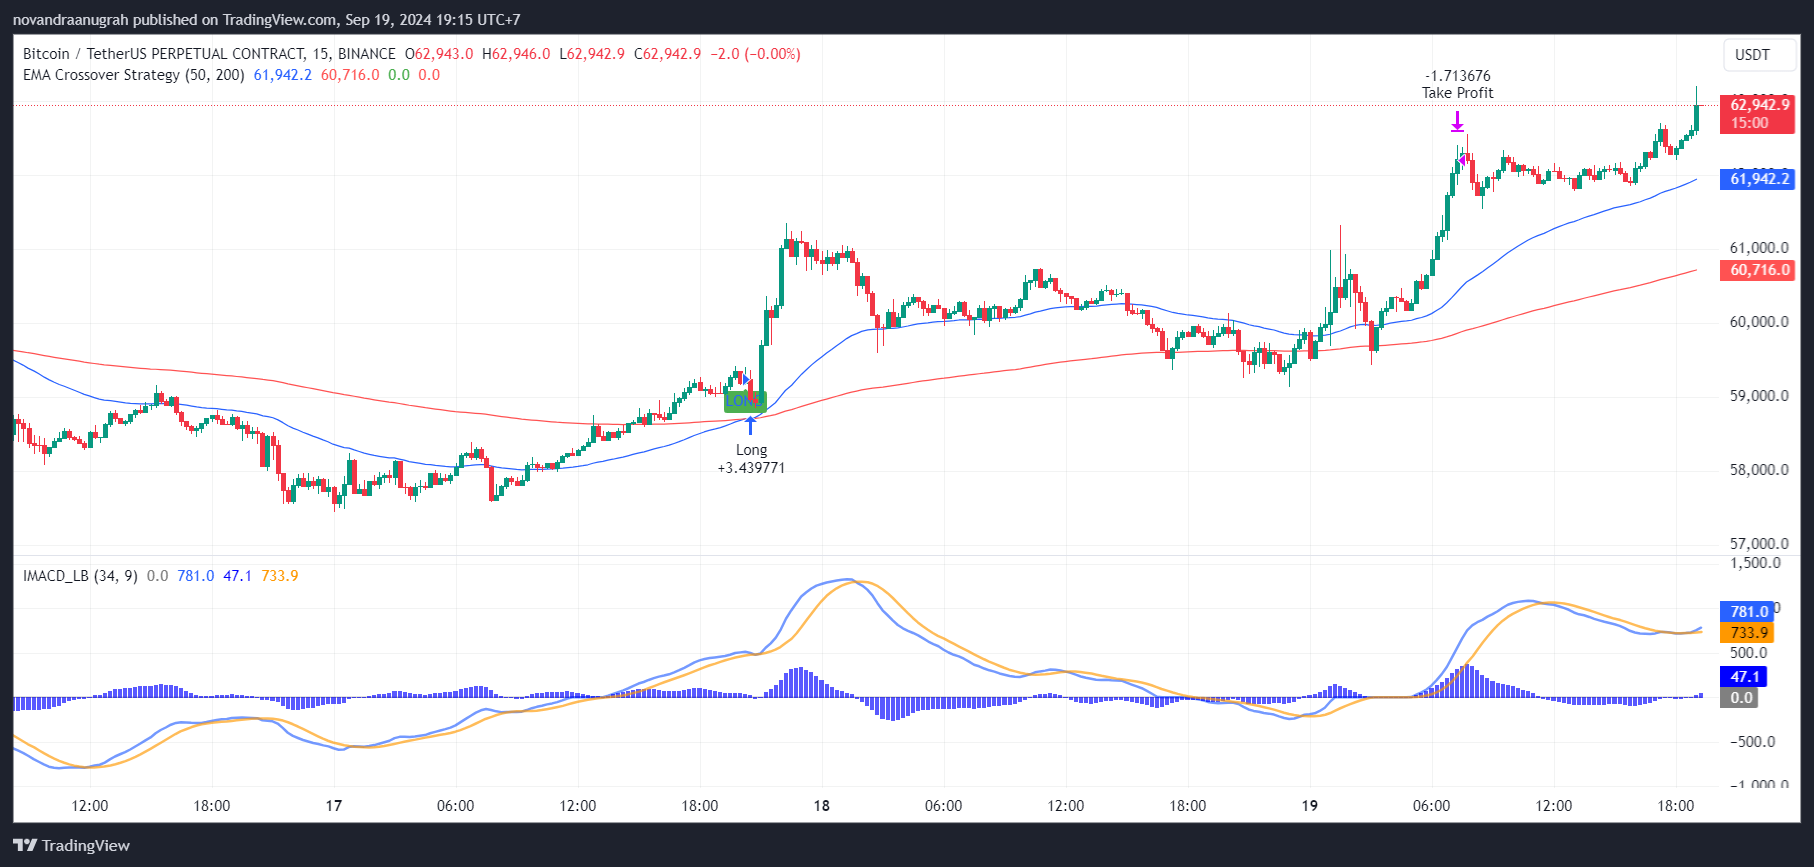 novandraanugrah published on TradingView.com, Sep 19, 2024 19:15 UTC+7
Bitcoin / TetherUS PERPETUAL CONTRACT, 15, BINANCE O62,943.0 H62,946.0 L62,942.9 C62,942.9 −2.0 (−0.00%)
USDT
EMA Crossover Strategy (50, 200) 61,942.2 60,716.0 0.0 0.0
-1.713676
Take Profit
62,942.9
15:00
61,942.2
61,000.0
60,716.0
60,000.0
59,000.0
LONG
Long
+3.439771
58,000.0
57,000.0
1,500.0
IMACD_LB (34, 9) 0.0 781.0 47.1 733.9
781.0
733.9
500.0
47.1
0.0
−500.0
−1,000.0
12:00 18:00 17 06:00 12:00 18:00 18 06:00 12:00 18:00 19 06:00 12:00 18:00
TradingView